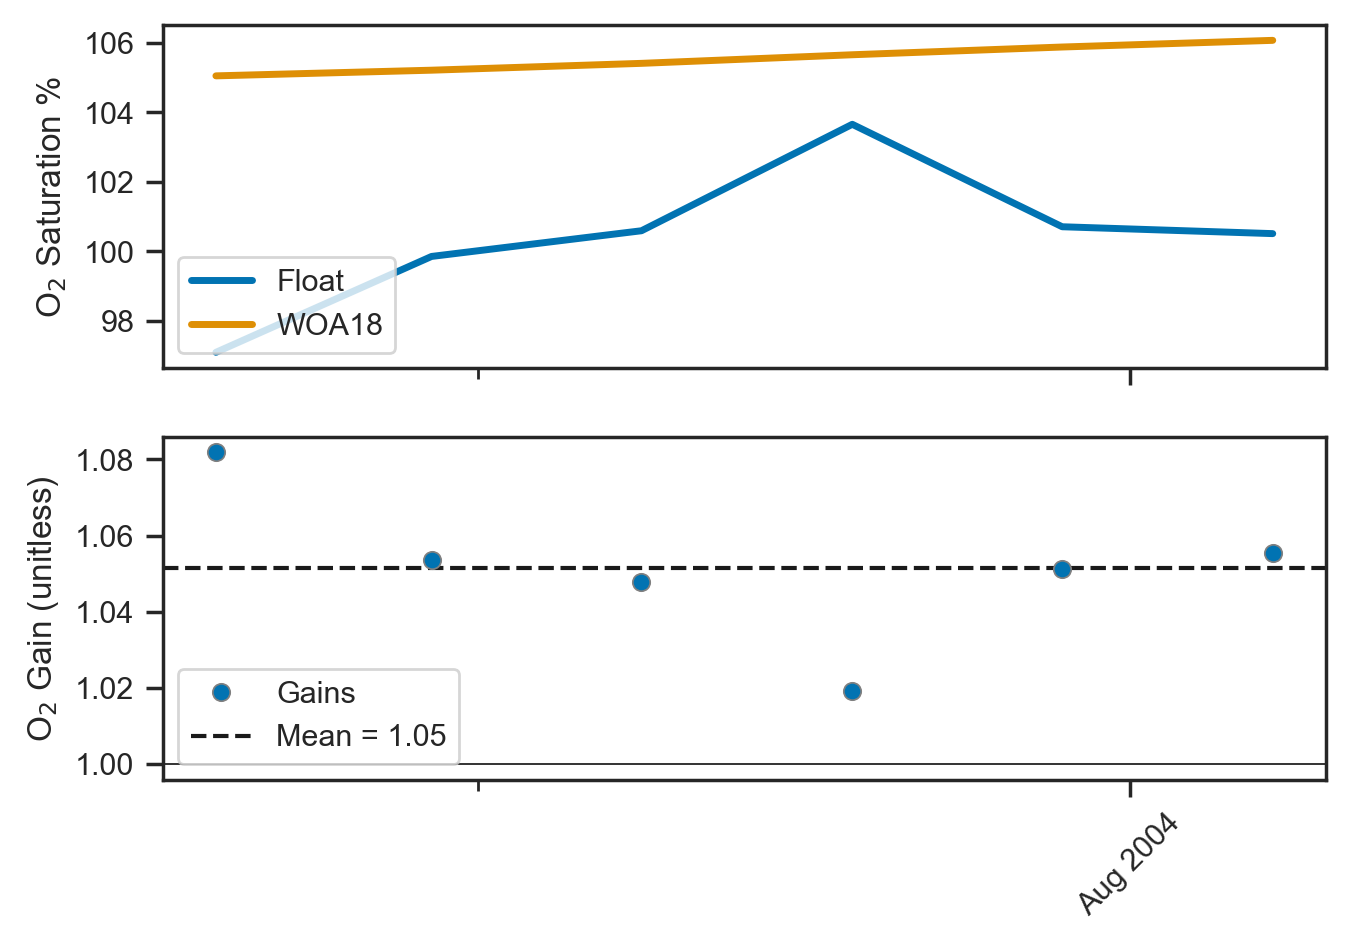 106
104
102
100
98
O₂ Saturation %
Float
WOA18
1.08
1.06
1.04
1.02
1.00
O₂ Gain (unitless)
Gains
Mean = 1.05
Aug 2004